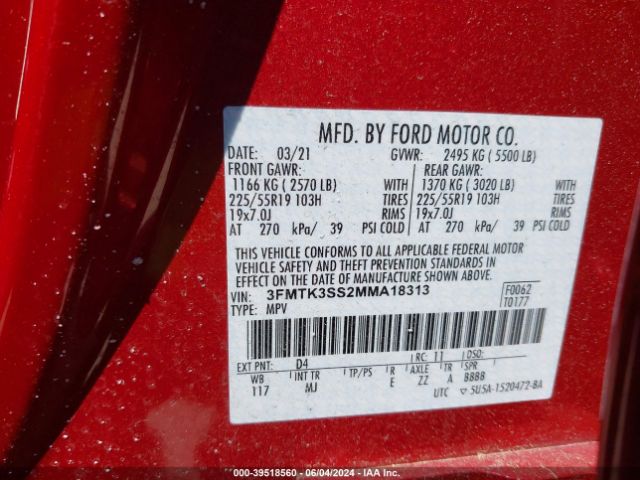 MFD. BY FORD MOTOR CO.
DATE: 03/21 GVWR: 2495 KG ( 5500 LB)
FRONT GAWR: REAR GAWR:
1166 KG ( 2570 LB) WITH 1370 KG ( 3020 LB) WITH
225/55R19 103H TIRES 225/55R19 103H TIRES
19x7.0J RIMS 19x7.0J RIMS
AT 270 kPa/ 39 PSI COLD AT 270 kPa/ 39 PSI COLD
THIS VEHICLE CONFORMS TO ALL APPLICABLE FEDERAL MOTOR
VEHICLE SAFETY AND THEFT PREVENTION STANDARDS IN
EFFECT ON THE DATE OF MANUFACTURE SHOWN ABOVE.
VIN: 3FMTK3SS2MMA18313 F0062
TYPE: MPV T0177
EXT PNT: D4 RC: 11 DSO:
WB INT TR TP/PS R AXLE TR SPR
117 MJ E ZZ A BBBB
UTC 5U5A-1520472-BA
000-39518560 - 06/04/2024 - IAA Inc.